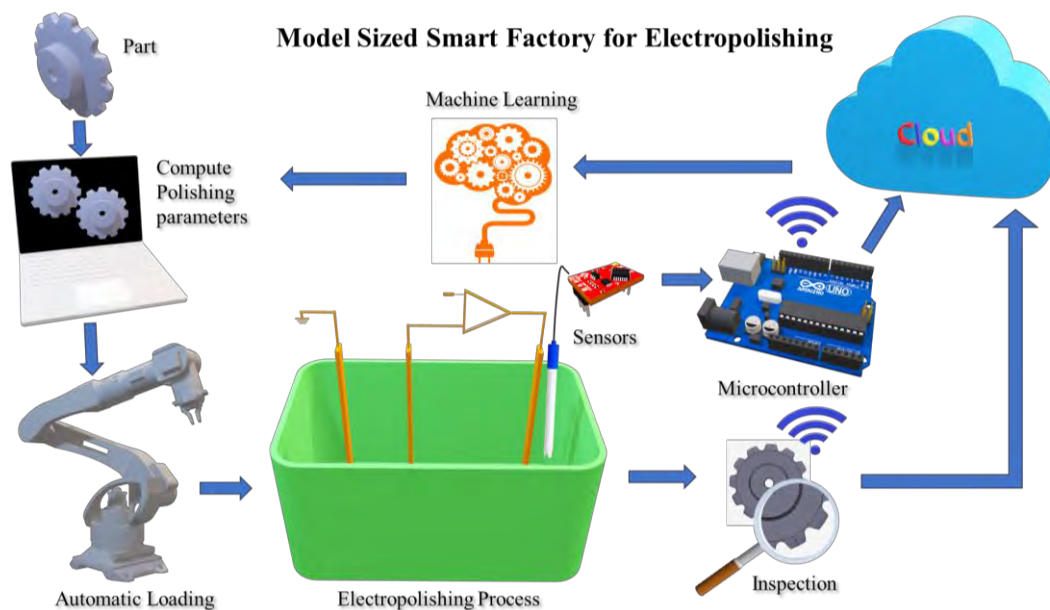 Model Sized Smart Factory for Electropolishing
Part
Machine Learning
Cloud
Compute
Polishing
parameters
Sensors
UNO
Microcontroller
Automatic Loading
Electropolishing Process
Inspection